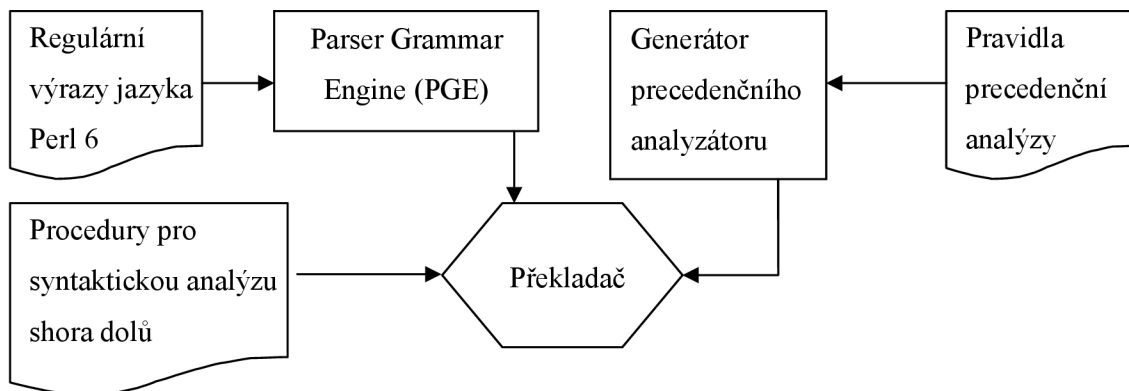 Regulární
výrazy jazyka
Perl 6
Parser Grammar
Engine (PGE)
Generátor
precedenčního
analyzátoru
Pravidla
precedenční
analýzy
Procedury pro
syntaktickou analýzu
shora dolů
Překladač